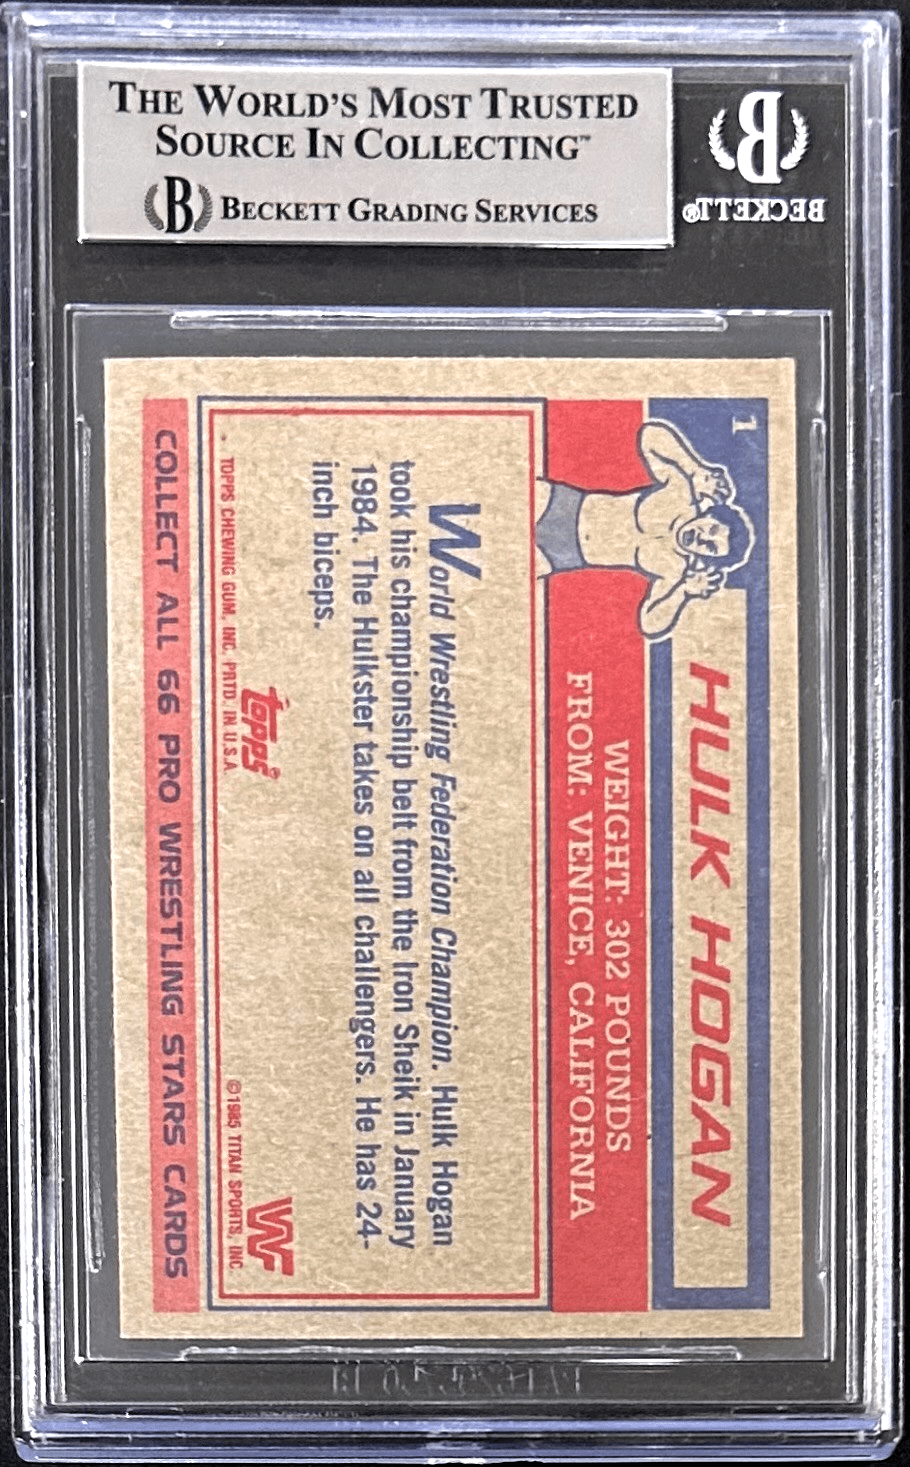 THE WORLD'S MOST TRUSTED
SOURCE IN COLLECTING™
B BECKETT GRADING SERVICES
B
BECKETT®
1
HULK HOGAN
WEIGHT: 302 POUNDS
FROM: VENICE, CALIFORNIA
World Wrestling Federation Champion. Hulk Hogan
took his championship belt from the Iron Sheik in January
1984. The Hulkster takes on all challengers. He has 24-
inch biceps.
topps®
WF
TOPPS CHEWING GUM, INC. PRTD. IN U.S.A
©1985 TITAN SPORTS, INC.
COLLECT ALL 66 PRO WRESTLING STARS CARDS